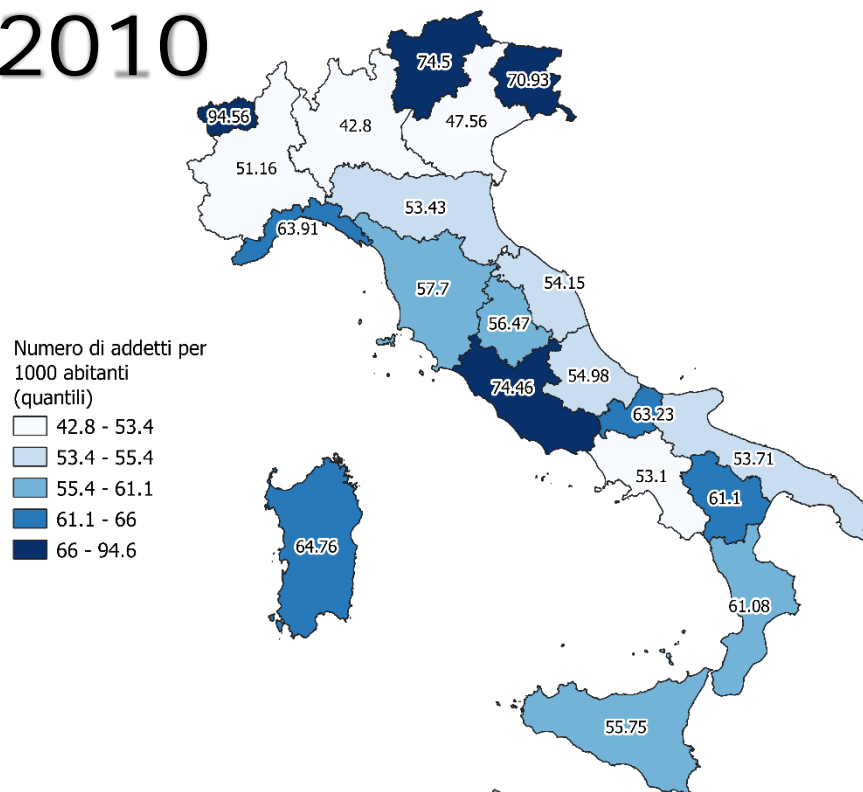 2010
74.5
70.93
94.56
42.8
47.56
51.16
53.43
63.91
54.15
57.7
56.47
54.98
74.46
63.23
53.71
53.1
61.1
64.76
61.08
55.75
Numero di addetti per
1000 abitanti
(quantili)
42.8 - 53.4
53.4 - 55.4
55.4 - 61.1
61.1 - 66
66 - 94.6